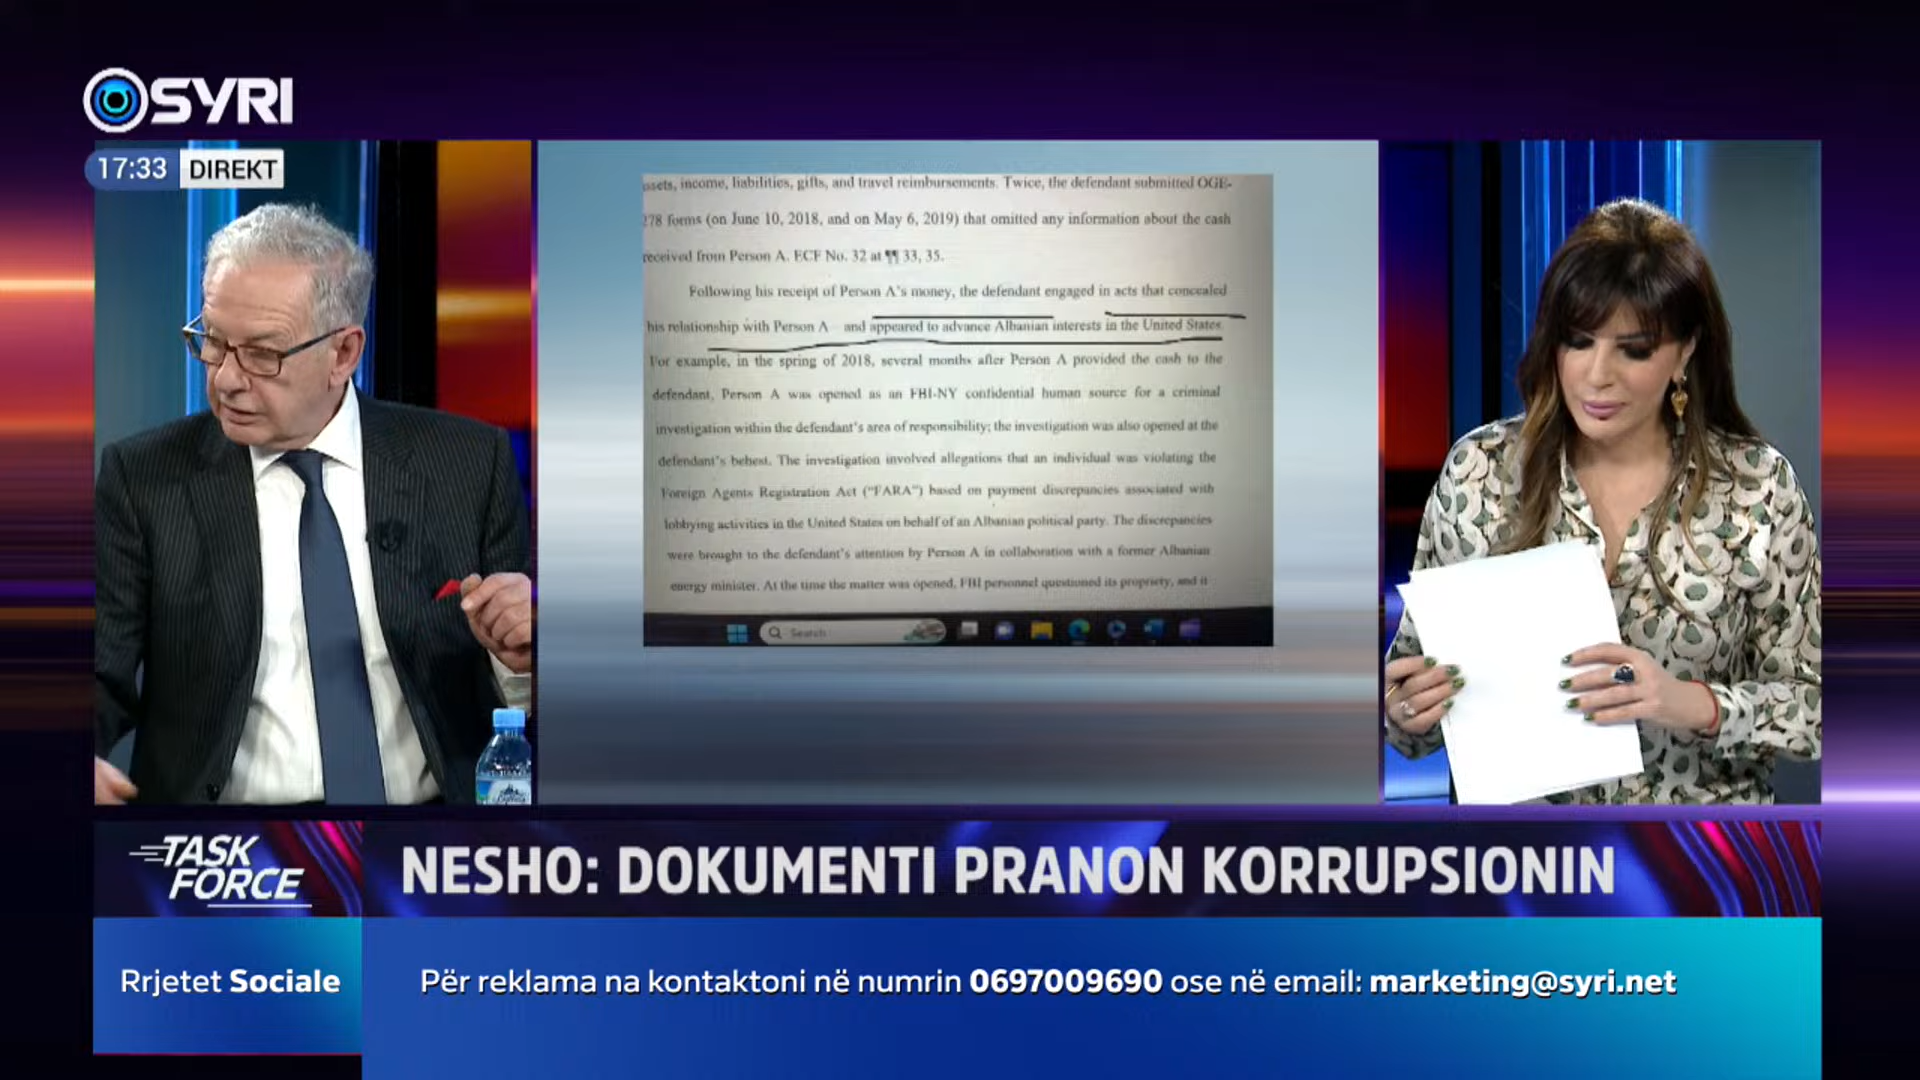 SYRI
17:33 DIREKT
assets, income, liabilities, gifts, and travel reimbursements. Twice, the defendant submitted OGE-
278 forms (on June 10, 2018, and on May 6, 2019) that omitted any information about the cash
received from Person A. ECF No. 32 at ¶¶ 33, 35.
Following his receipt of Person A's money, the defendant engaged in acts that concealed
his relationship with Person A and appeared to advance Albanian interests in the United States.
For example, in the spring of 2018, several months after Person A provided the cash to the
defendant, Person A was opened as an FBI-NY confidential human source for a criminal
investigation within the defendant's area of responsibility; the investigation was also opened at the
defendant's behest. The investigation involved allegations that an individual was violating the
Foreign Agents Registration Act ("FARA") based on payment discrepancies associated with
lobbying activities in the United States on behalf of an Albanian political party. The discrepancies
were brought to the defendant's attention by Person A in collaboration with a former Albanian
energy minister. At the time the matter was opened, FBI personnel questioned its propriety, and it
Search
TASK
FORCE
NESHO: DOKUMENTI PRANON KORRUPSIONIN
Rrjetet Sociale
Për reklama na kontaktoni në numrin 0697009690 ose në email: marketing@syri.net